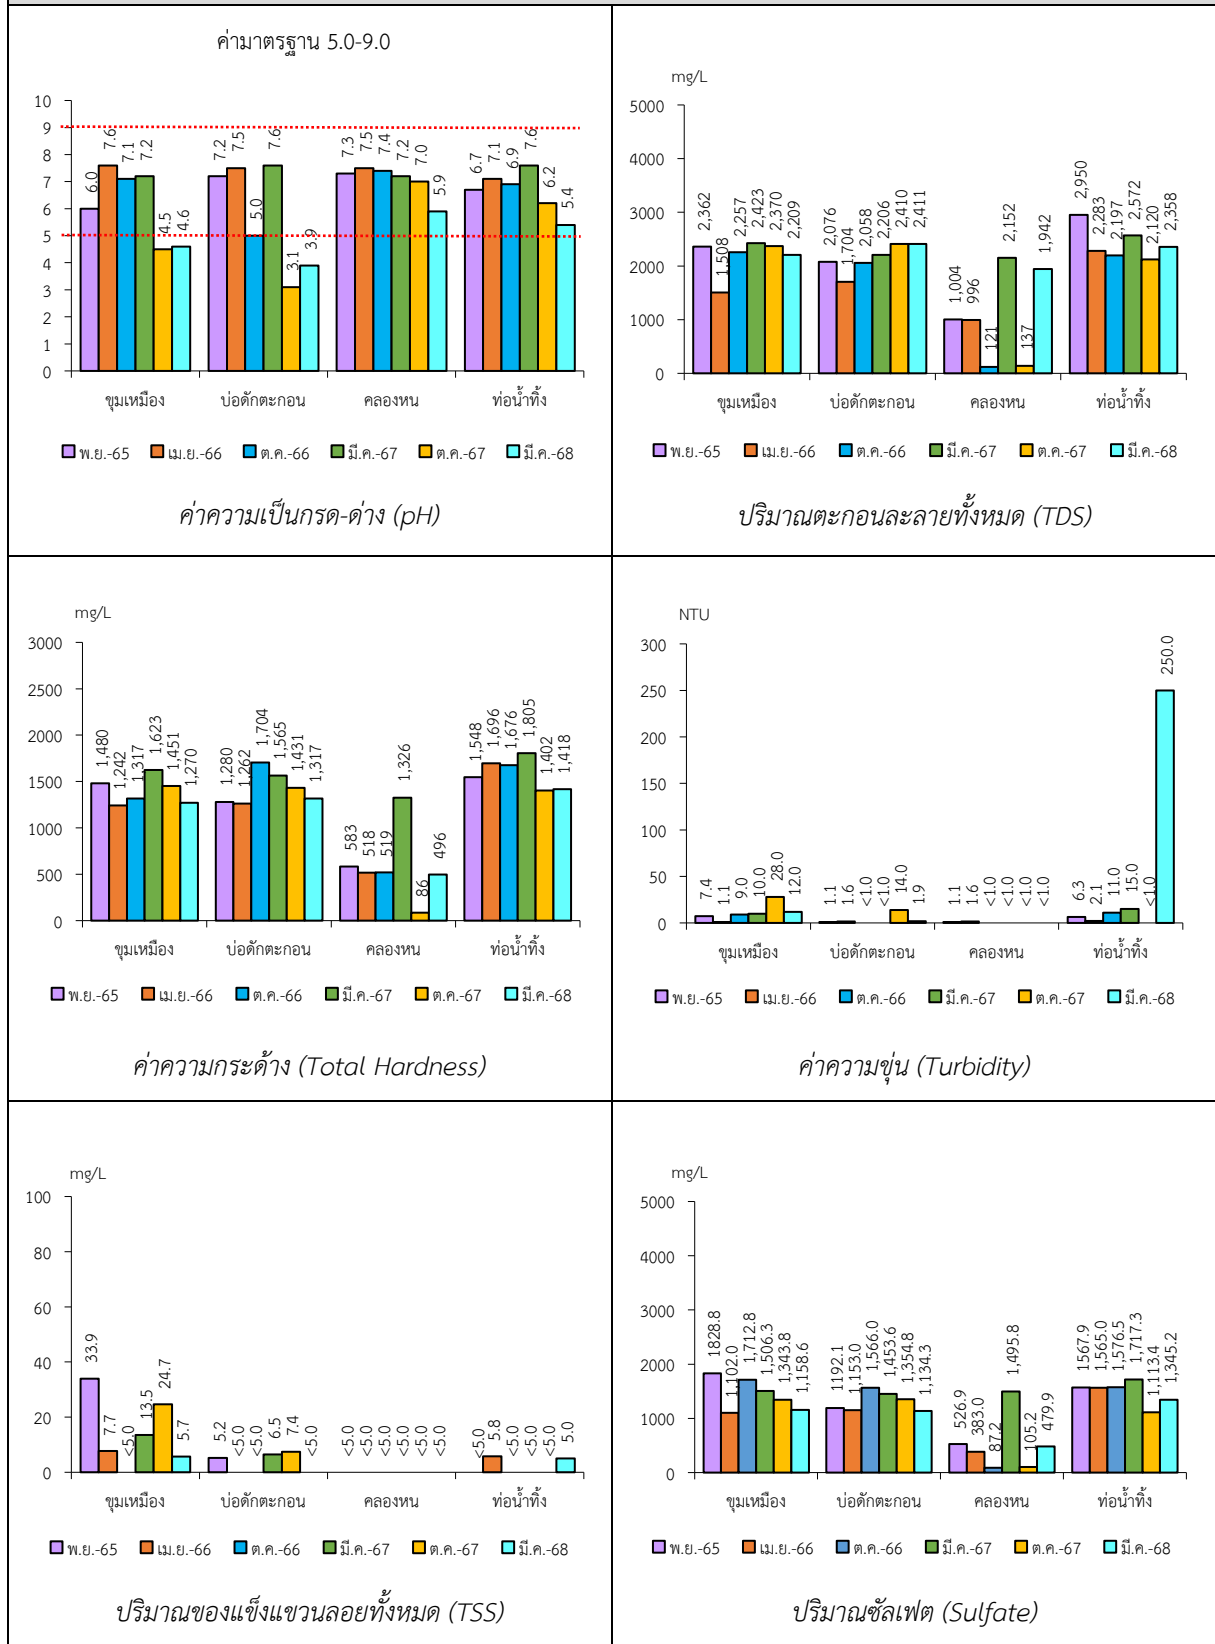 ค่ามาตรฐาน 5.0-9.0
10
9
8
7
6
5
4
3
2
1
0
6.0 7.6 7.1 7.2 4.5 4.6
7.2 7.5 5.0 7.6 3.1 3.9
7.3 7.5 7.4 7.2 7.0 5.9
6.7 7.1 6.9 7.6 6.2 5.4
ขุมเหมือง บ่อดักตะกอน คลองหน ท่อน้ำทิ้ง
พ.ย.-65 เม.ย.-66 ต.ค.-66 มี.ค.-67 ต.ค.-67 มี.ค.-68
ค่าความเป็นกรด-ด่าง (pH)
mg/L
5000
4000
3000
2000
1000
0
2,362 1,508 2,257 2,423 2,370 2,209
2,076 1,704 2,058 2,206 2,410 2,411
1,004 996 121 2,152 137 1,942
2,950 2,283 2,197 2,572 2,120 2,358
ขุมเหมือง บ่อดักตะกอน คลองหน ท่อน้ำทิ้ง
พ.ย.-65 เม.ย.-66 ต.ค.-66 มี.ค.-67 ต.ค.-67 มี.ค.-68
ปริมาณตะกอนละลายทั้งหมด (TDS)
mg/L
3000
2500
2000
1500
1000
500
0
1,480 1,242 1,317 1,623 1,451 1,270
1,280 1,262 1,704 1,565 1,431 1,317
583 518 519 1,326 86 496
1,548 1,696 1,676 1,805 1,402 1,418
ขุมเหมือง บ่อดักตะกอน คลองหน ท่อน้ำทิ้ง
พ.ย.-65 เม.ย.-66 ต.ค.-66 มี.ค.-67 ต.ค.-67 มี.ค.-68
ค่าความกระด้าง (Total Hardness)
NTU
300
250
200
150
100
50
0
7.4 1.1 9.0 10.0 28.0 12.0
1.1 1.6 <1.0 <1.0 14.0 1.9
1.1 1.6 <1.0 <1.0 <1.0 <1.0
6.3 2.1 11.0 15.0 <1.0 250.0
ขุมเหมือง บ่อดักตะกอน คลองหน ท่อน้ำทิ้ง
พ.ย.-65 เม.ย.-66 ต.ค.-66 มี.ค.-67 ต.ค.-67 มี.ค.-68
ค่าความขุ่น (Turbidity)
mg/L
100
80
60
40
20
0
33.9 7.7 <5.0 13.5 24.7 5.7
5.2 <5.0 <5.0 6.5 7.4 <5.0
<5.0 <5.0 <5.0 <5.0 <5.0 <5.0
<5.0 5.8 <5.0 <5.0 <5.0 5.0
ขุมเหมือง บ่อดักตะกอน คลองหน ท่อน้ำทิ้ง
พ.ย.-65 เม.ย.-66 ต.ค.-66 มี.ค.-67 ต.ค.-67 มี.ค.-68
ปริมาณของแข็งแขวนลอยทั้งหมด (TSS)
mg/L
5000
4000
3000
2000
1000
0
1828.8 1,102.0 1,712.8 1,506.3 1,343.8 1,158.6
1192.1 1,153.0 1,566.0 1,453.6 1,354.8 1,134.3
526.9 383.0 87.2 1,495.8 105.2 479.9
1567.9 1,565.0 1,576.5 1,717.3 1,113.4 1,345.2
ขุมเหมือง บ่อดักตะกอน คลองหน ท่อน้ำทิ้ง
พ.ย.-65 เม.ย.-66 ต.ค.-66 มี.ค.-67 ต.ค.-67 มี.ค.-68
ปริมาณซัลเฟต (Sulfate)